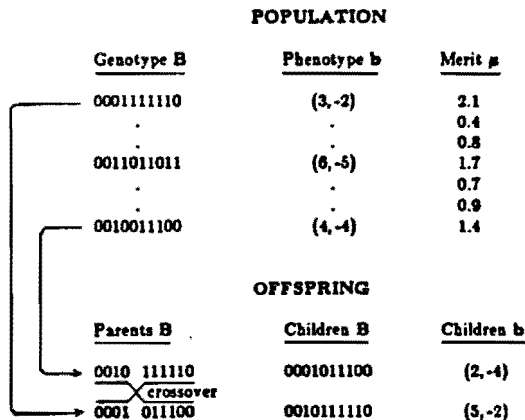 POPULATION
Genotype B Phenotype b Merit μ
0001111110 (3,-2) 2.1
. . 0.4
. . 0.8
0011011011 (6,-5) 1.7
. . 0.7
. . 0.9
0010011100 (4,-4) 1.4
OFFSPRING
Parents B Children B Children b
0010 111110 0001011100 (2,-4)
crossover
0001 011100 0010111110 (5,-2)